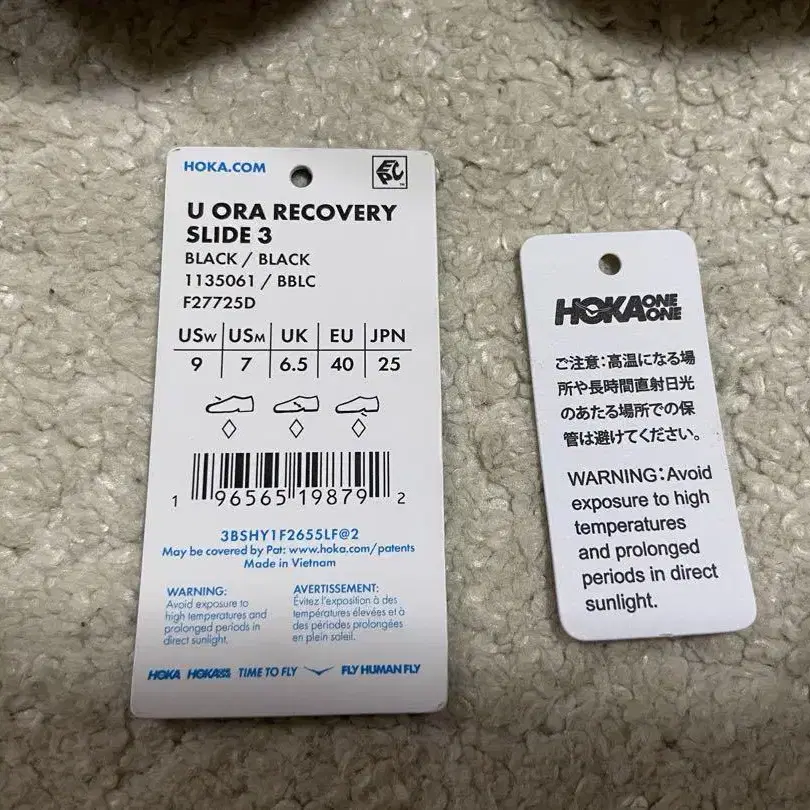 HOKA.COM
EPC
U ORA RECOVERY
SLIDE 3
BLACK / BLACK
1135061 / BBLC
F27725D
USW USM UK EU JPN
9 7 6.5 40 25
1 96565 19879 2
3BSHY1F2655LF@2
May be covered by Pat: www.hoka.com/patents
Made in Vietnam
WARNING:
Avoid exposure to
high temperatures and
prolonged periods in
direct sunlight.
AVERTISSEMENT:
Évitez l'exposition à des
températures élevées et à
des périodes prolongées
en plein soleil.
HOKA HOKA ONE ONE TIME TO FLY FLY HUMAN FLY
HOKA ONE ONE
ご注意:高温になる場
所や長時間直射日光
のあたる場所での保
管は避けてください。
WARNING:Avoid
exposure to high
temperatures
and prolonged
periods in direct
sunlight.